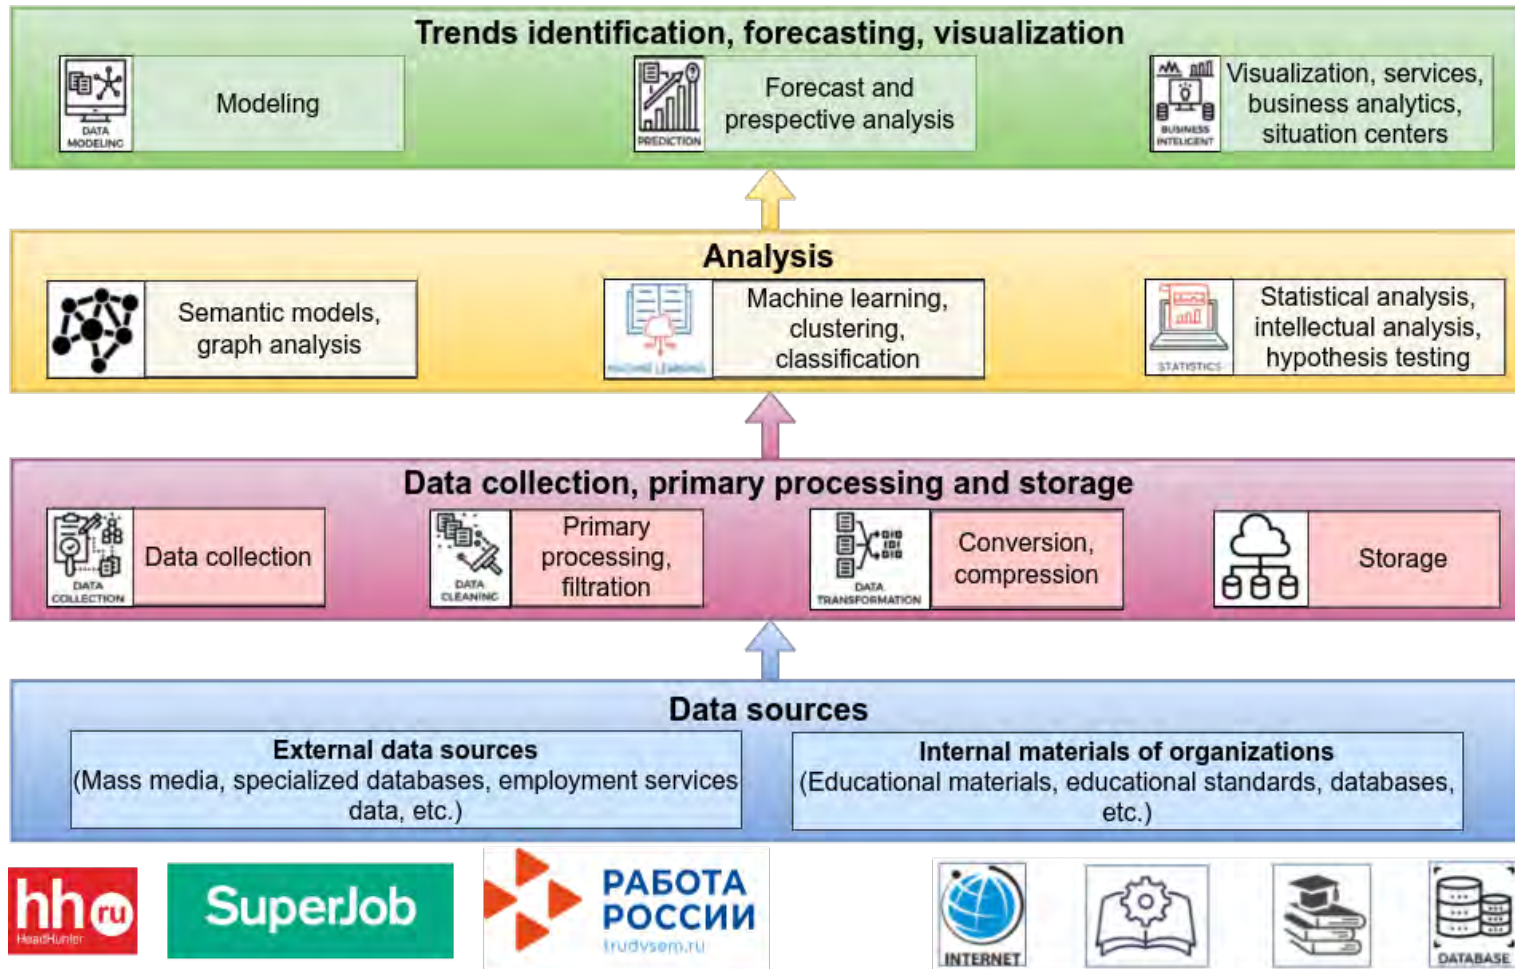 Trends identification, forecasting, visualization
DATA
MODELING
Modeling
PREDICTION
Forecast and
prespective analysis
BUSINESS
INTELIGENT
Visualization, services,
business analytics,
situation centers
Analysis
Semantic models,
graph analysis
MACHINE LEARNING
Machine learning,
clustering,
classification
STATISTICS
Statistical analysis,
intellectual analysis,
hypothesis testing
Data collection, primary processing and storage
DATA
COLLECTION
Data collection
DATA
CLEANING
Primary
processing,
filtration
DATA
TRANSFORMATION
Conversion,
compression
Storage
Data sources
External data sources
(Mass media, specialized databases, employment services
data, etc.)
Internal materials of organizations
(Educational materials, educational standards, databases,
etc.)
hh ru
HeadHunter
SuperJob
РАБОТА
РОССИИ
trudvsem.ru
INTERNET
DATABASE